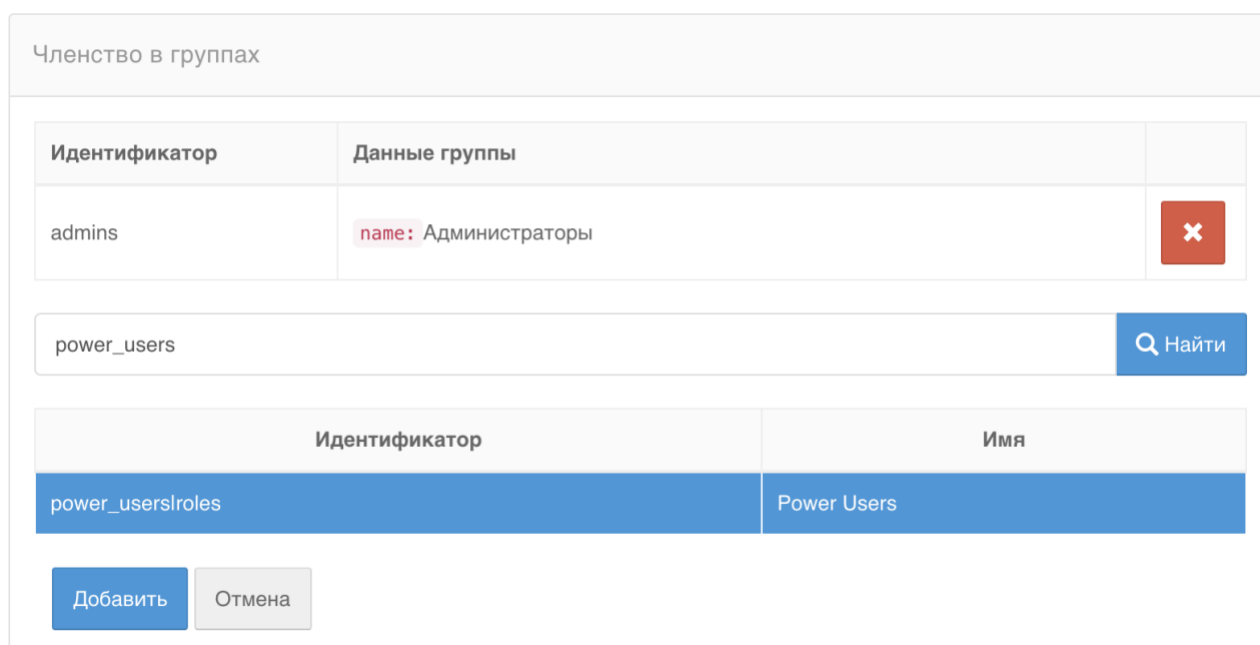 Членство в группах
Идентификатор Данные группы
admins name: Администраторы
power_users Найти
Идентификатор Имя
power_users|roles Power Users
Добавить Отмена